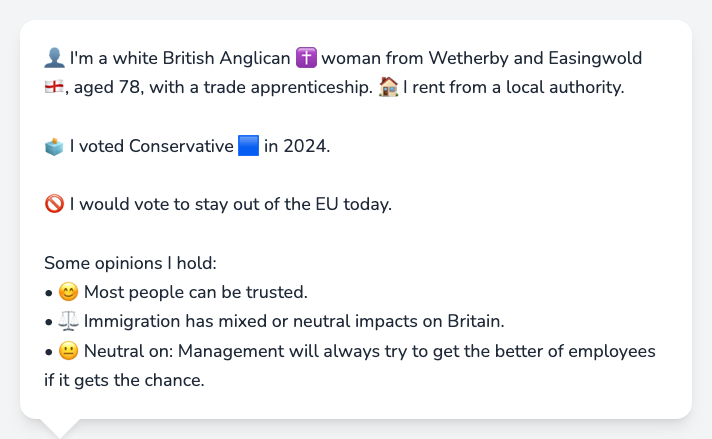 👤 I'm a white British Anglican ✝️ woman from Wetherby and Easingwold
🏴󠁧󠁢󠁥󠁮󠁧󠁿, aged 78, with a trade apprenticeship. 🏠 I rent from a local authority.
🗳️ I voted Conservative 🟦 in 2024.
🚫 I would vote to stay out of the EU today.
Some opinions I hold:
• 😊 Most people can be trusted.
• ⚖️ Immigration has mixed or neutral impacts on Britain.
• 😐 Neutral on: Management will always try to get the better of employees
if it gets the chance.